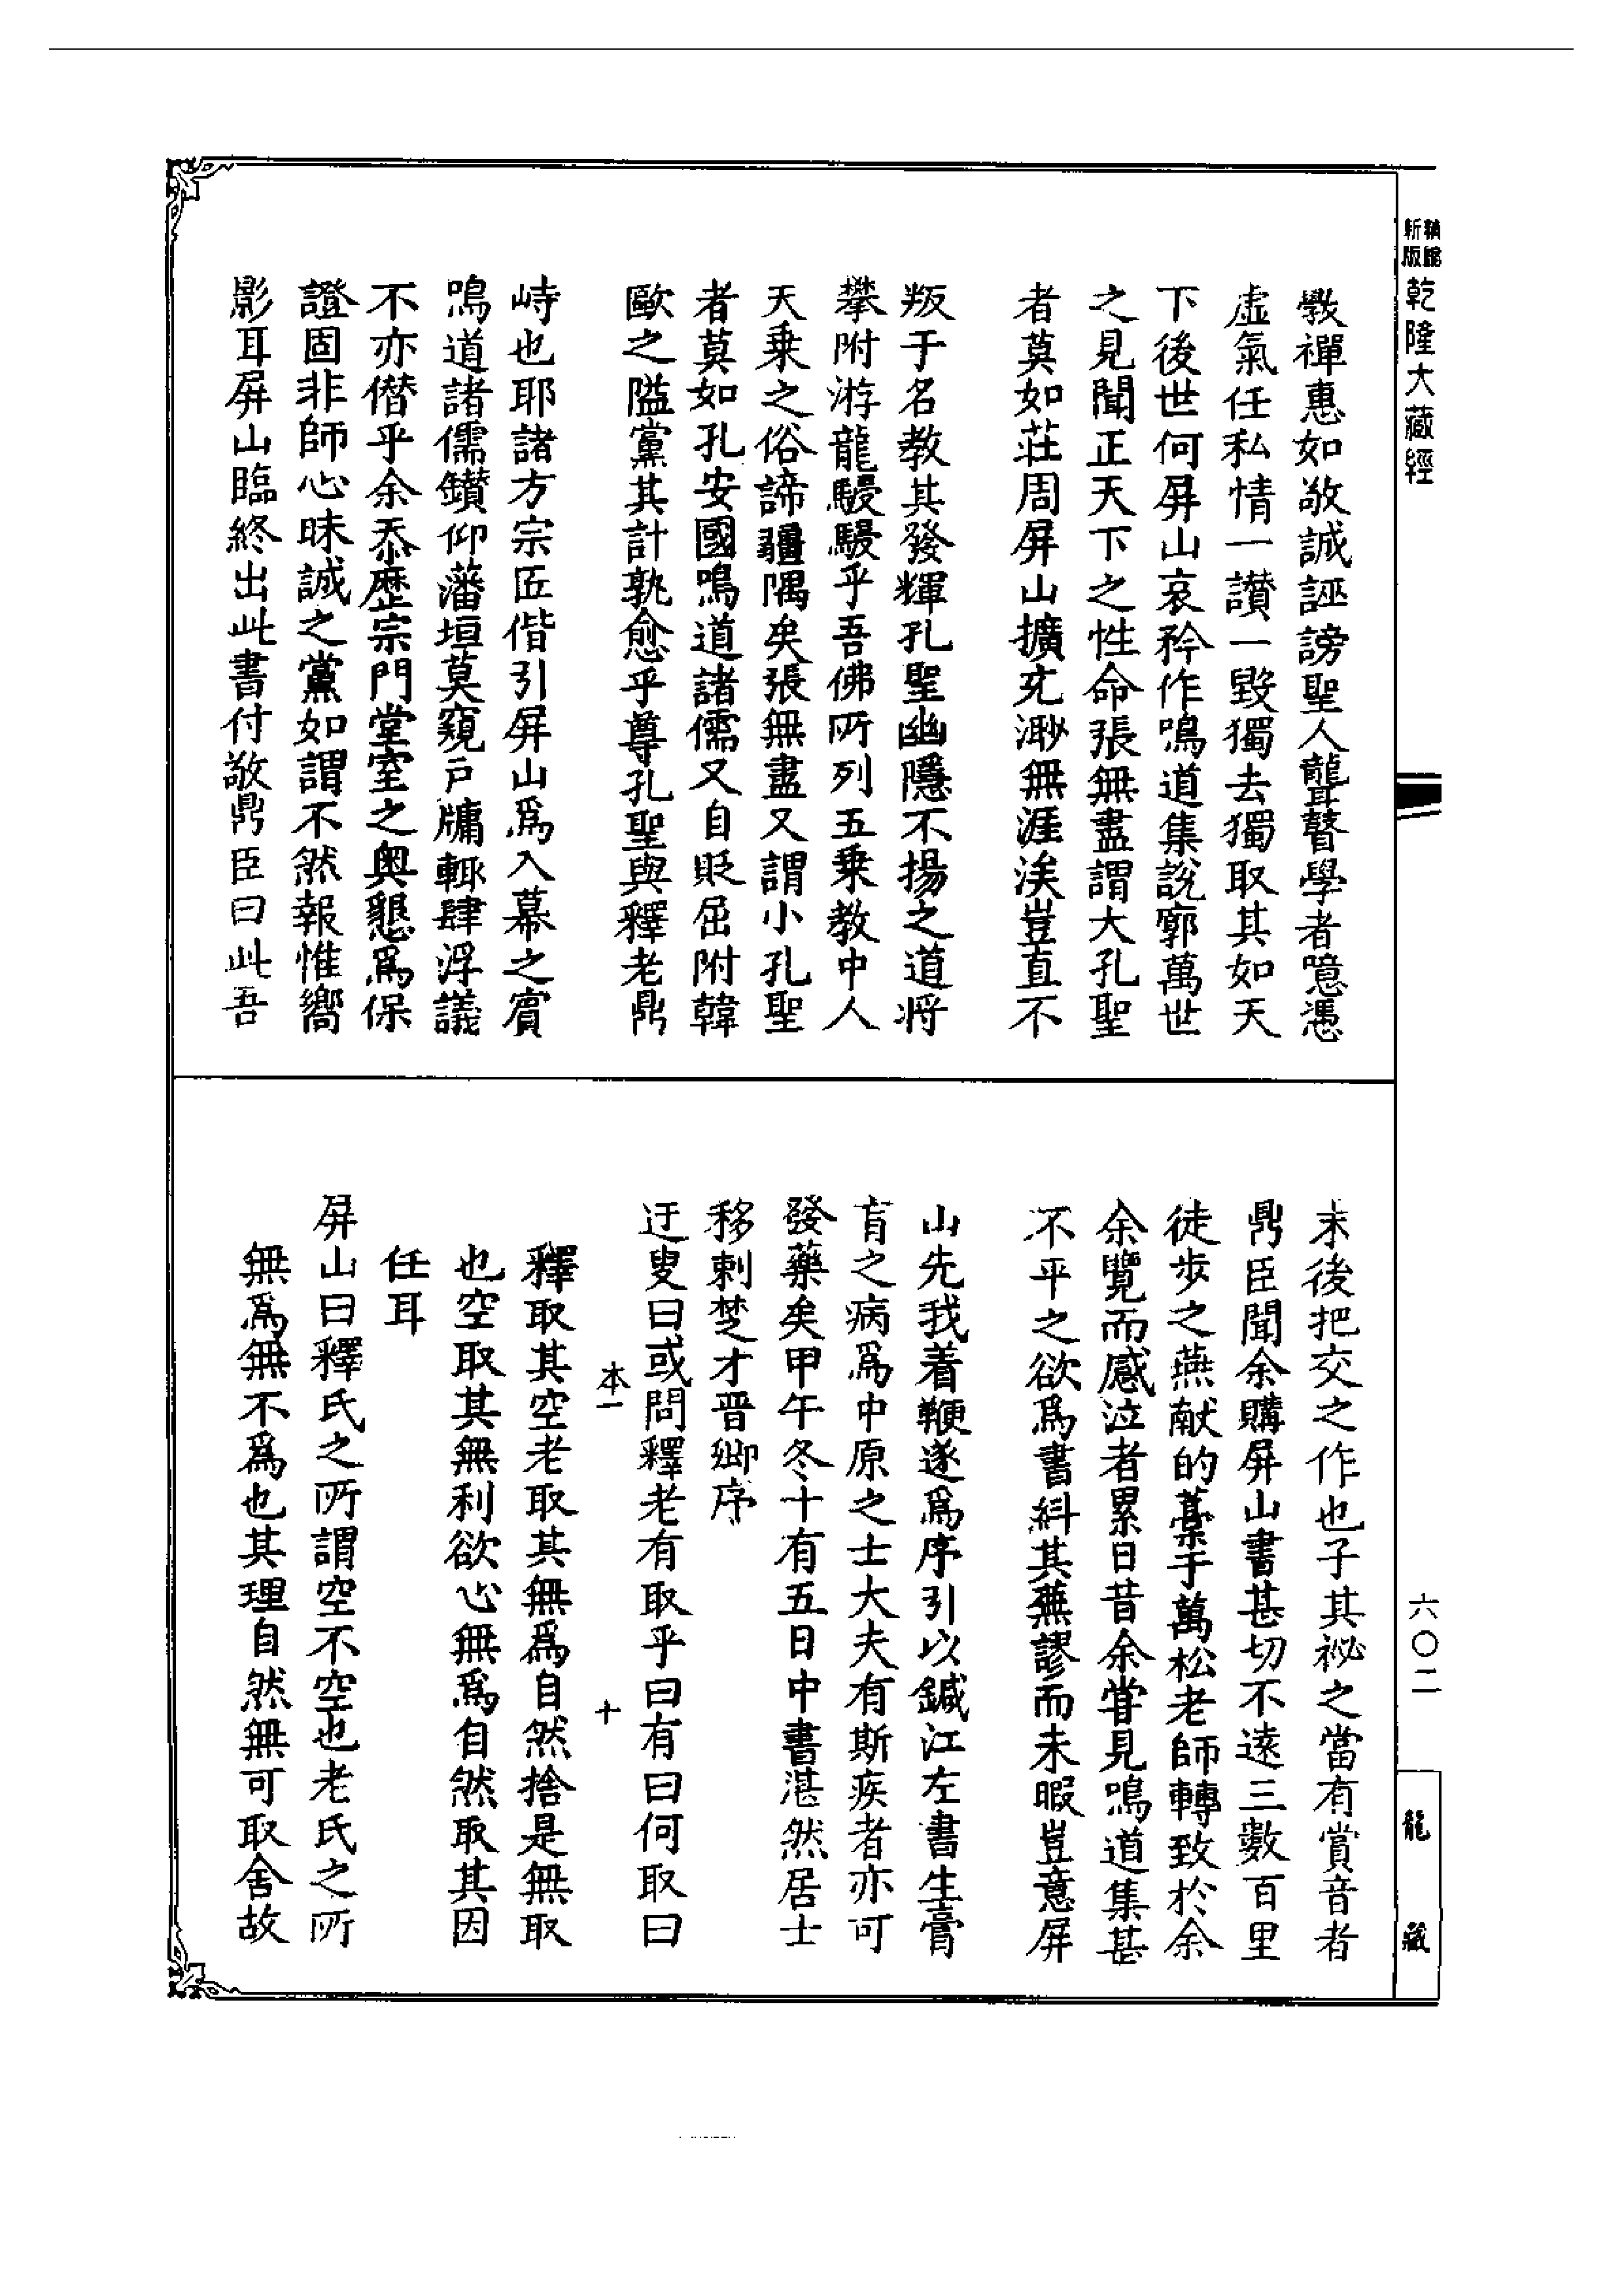 精館
新版
乾隆大藏經
斅禪惠如敬誠誣謗聖人聾瞽學者噫憑
虛氣任私情一讃一毀獨去獨取其如天
下後世何屏山哀矜作鳴道集說廓萬世
之見聞正天下之性命張無盡謂大孔聖
者莫如莊周屏山擴充渺無涯涘豈直不
叛于名教其發輝孔聖幽隱不揚之道将
攀附游龍駸駸乎吾佛所列五乗教中人
天乗之俗諦疆隅矣張無盡又謂小孔聖
者莫如孔安國鳴道諸儒又自貶屈附韓
歐之隘黨其計孰愈乎尊孔聖與釋老鼎
峙也耶諸方宗匠偕引屏山爲入幕之賔
鳴道諸儒鑚仰藩垣莫窺戸牖輙肆浮議
不亦僣乎余忝歷宗門堂室之奧懇爲保
證固非師心昧誠之黨如謂不然報惟嚮
影耳屏山臨終出此書付敬鼎臣曰此吾
末後把交之作也子其祕之當有賞音者
鼎臣聞余購屏山書甚切不遠三數百里
徒步之燕献的藁于萬松老師轉致於余
余覽而感泣者累日昔余甞見鳴道集甚
不平之欲爲書糾其蕪謬而未暇豈意屏
山先我着鞭遂爲序引以鍼江左書生膏
肓之病爲中原之士大夫有斯疾者亦可
發藥矣甲午冬十有五日中書湛然居士
移剌楚才晋卿序
迂叟曰或問釋老有取乎曰有曰何取曰
本一 十
釋取其空老取其無爲自然捨是無取
也空取其無利欲心無爲自然取其因
任耳
屏山曰釋氏之所謂空不空也老氏之所
無爲無不爲也其理自然無可取舍故
六〇二
龍藏